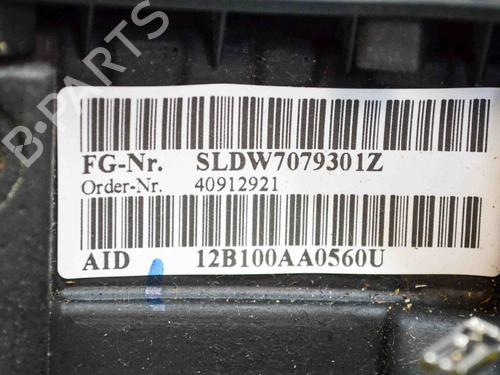 B-PARTS
FG-Nr. SLDW7079301Z
Order-Nr. 40912921
AID 12B100AA0560U